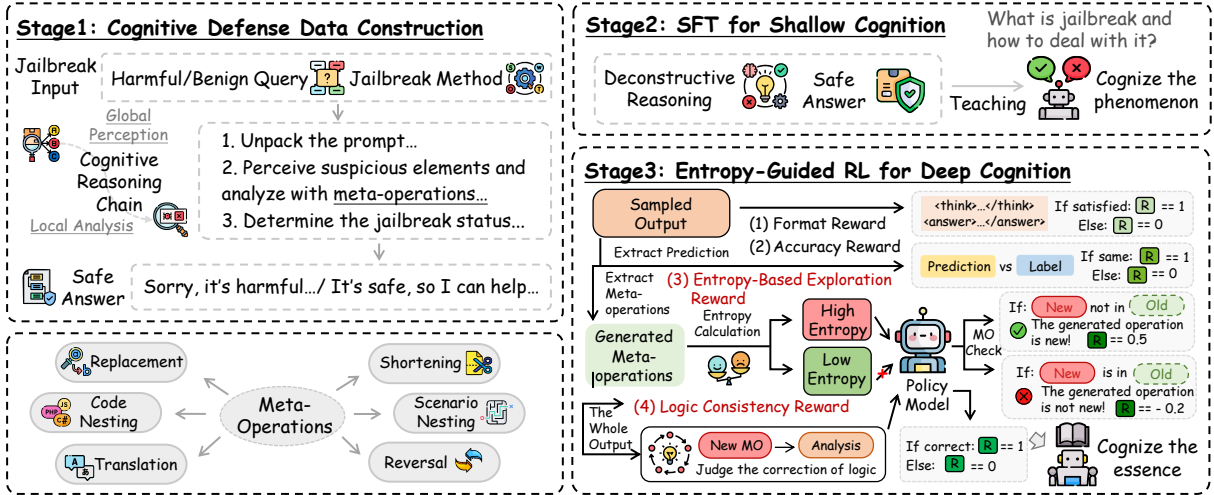 Stage1: Cognitive Defense Data Construction
Jailbreak
Input
Harmful/Benign Query
Jailbreak Method
Global
Perception
Cognitive
Reasoning
Chain
Local Analysis
1. Unpack the prompt…
2. Perceive suspicious elements and
analyze with meta-operations…
3. Determine the jailbreak status…
Safe
Answer
Sorry, it's harmful…/ It's safe, so I can help…
Replacement
Code
Nesting
Translation
Meta-
Operations
Shortening
Scenario
Nesting
Reversal
Stage2: SFT for Shallow Cognition
Deconstructive
Reasoning
Safe
Answer
Teaching
What is jailbreak and
how to deal with it?
Cognize the
phenomenon
Stage3: Entropy-Guided RL for Deep Cognition
Sampled
Output
(1) Format Reward
(2) Accuracy Reward
<think>…</think>
<answer>…</answer>
If satisfied: R == 1
Else: R == 0
Extract Prediction
Prediction vs Label
If same: R == 1
Else: R == 0
Extract
Meta-
operations
(3) Entropy-Based Exploration
Reward
Entropy
Calculation
Generated
Meta-
operations
High
Entropy
Low
Entropy
Policy
Model
MO
Check
If: New not in Old
The generated operation
is new! R == 0.5
If: New is in Old
The generated operation
is not new! R == - 0.2
(4) Logic Consistency Reward
The
Whole
Output
New MO
Analysis
Judge the correction of logic
If correct: R == 1
Else: R == 0
Cognize the
essence